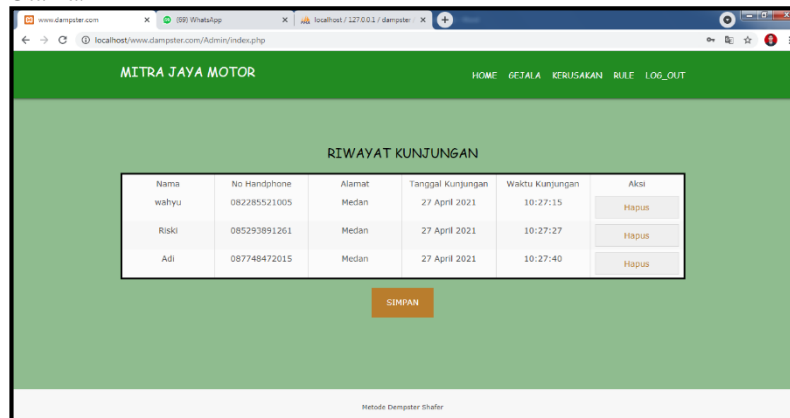 www.dampster.com (59) WhatsApp localhost / 127.0.0.1 / dampster /
localhost/www.dampster.com/Admin/index.php
MITRA JAYA MOTOR HOME GEJALA KERUSAKAN RULE LOG_OUT
RIWAYAT KUNJUNGAN
Nama No Handphone Alamat Tanggal Kunjungan Waktu Kunjungan Aksi
wahyu 082285521005 Medan 27 April 2021 10:27:15 Hapus
Riski 085293891261 Medan 27 April 2021 10:27:27 Hapus
Adi 087748472015 Medan 27 April 2021 10:27:40 Hapus
SIMPAN
Metode Dempster Shafer